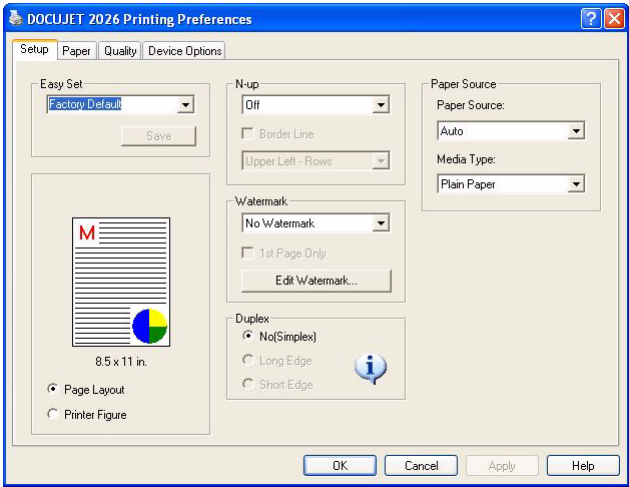 DOCUJET 2026 Printing Preferences
Setup Paper Quality Device Options
Easy Set
Factory Default
Save
M
8.5 x 11 in.
Page Layout
Printer Figure
N-up
Off
Border Line
Upper Left - Rows
Watermark
No Watermark
1st Page Only
Edit Watermark...
Duplex
No(Simplex)
Long Edge
Short Edge
Paper Source
Paper Source:
Auto
Media Type:
Plain Paper
OK Cancel Apply Help